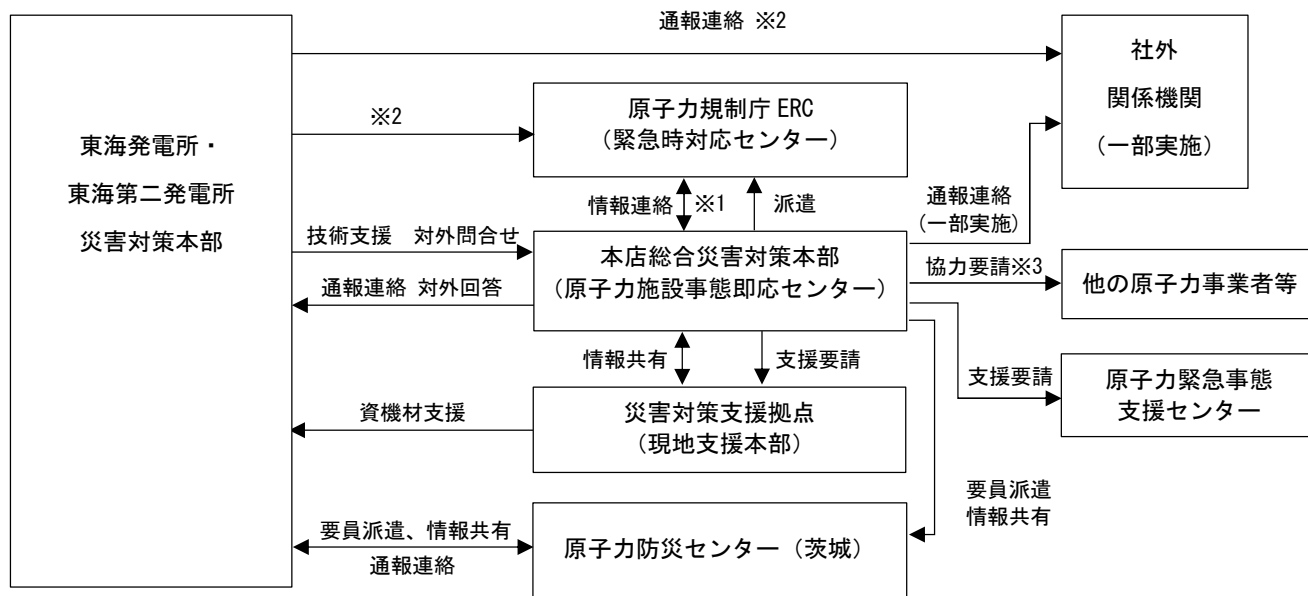 通報連絡 ※2
社外
関係機関
(一部実施)
※2
原子力規制庁 ERC
(緊急時対応センター)
東海発電所・
東海第二発電所
災害対策本部
情報連絡 ※1
派遣
通報連絡
(一部実施)
技術支援 対外問合せ
本店総合災害対策本部
(原子力施設事態即応センター)
通報連絡 対外回答
協力要請※3
他の原子力事業者等
情報共有
支援要請
支援要請
原子力緊急事態
支援センター
資機材支援
災害対策支援拠点
(現地支援本部)
要員派遣
情報共有
要員派遣、情報共有
通報連絡
原子力防災センター(茨城)